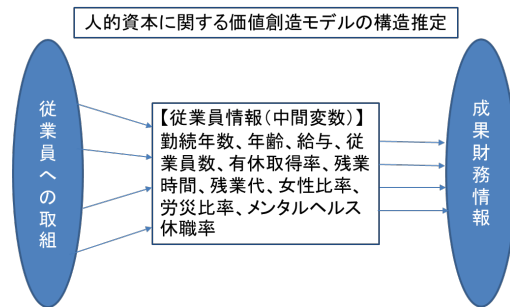 人的資本に関する価値創造モデルの構造推定
従業員への取組
【従業員情報(中間変数)】
勤続年数、年齢、給与、従
業員数、有休取得率、残業
時間、残業代、女性比率、
労災比率、メンタルヘルス
休職率
成果財務情報